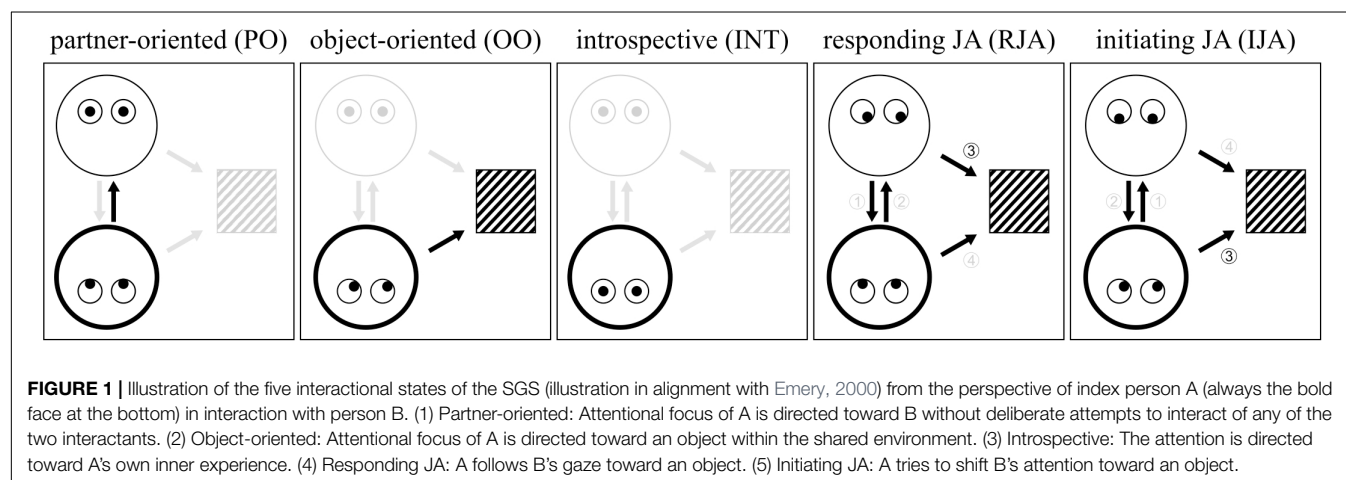 partner-oriented (PO) object-oriented (OO) introspective (INT) responding JA (RJA) initiating JA (IJA)
③ ④
① ② ② ①
④ ③
FIGURE 1 | Illustration of the five interactional states of the SGS (illustration in alignment with Emery, 2000) from the perspective of index person A (always the bold
face at the bottom) in interaction with person B. (1) Partner-oriented: Attentional focus of A is directed toward B without deliberate attempts to interact of any of the
two interactants. (2) Object-oriented: Attentional focus of A is directed toward an object within the shared environment. (3) Introspective: The attention is directed
toward A’s own inner experience. (4) Responding JA: A follows B’s gaze toward an object. (5) Initiating JA: A tries to shift B’s attention toward an object.